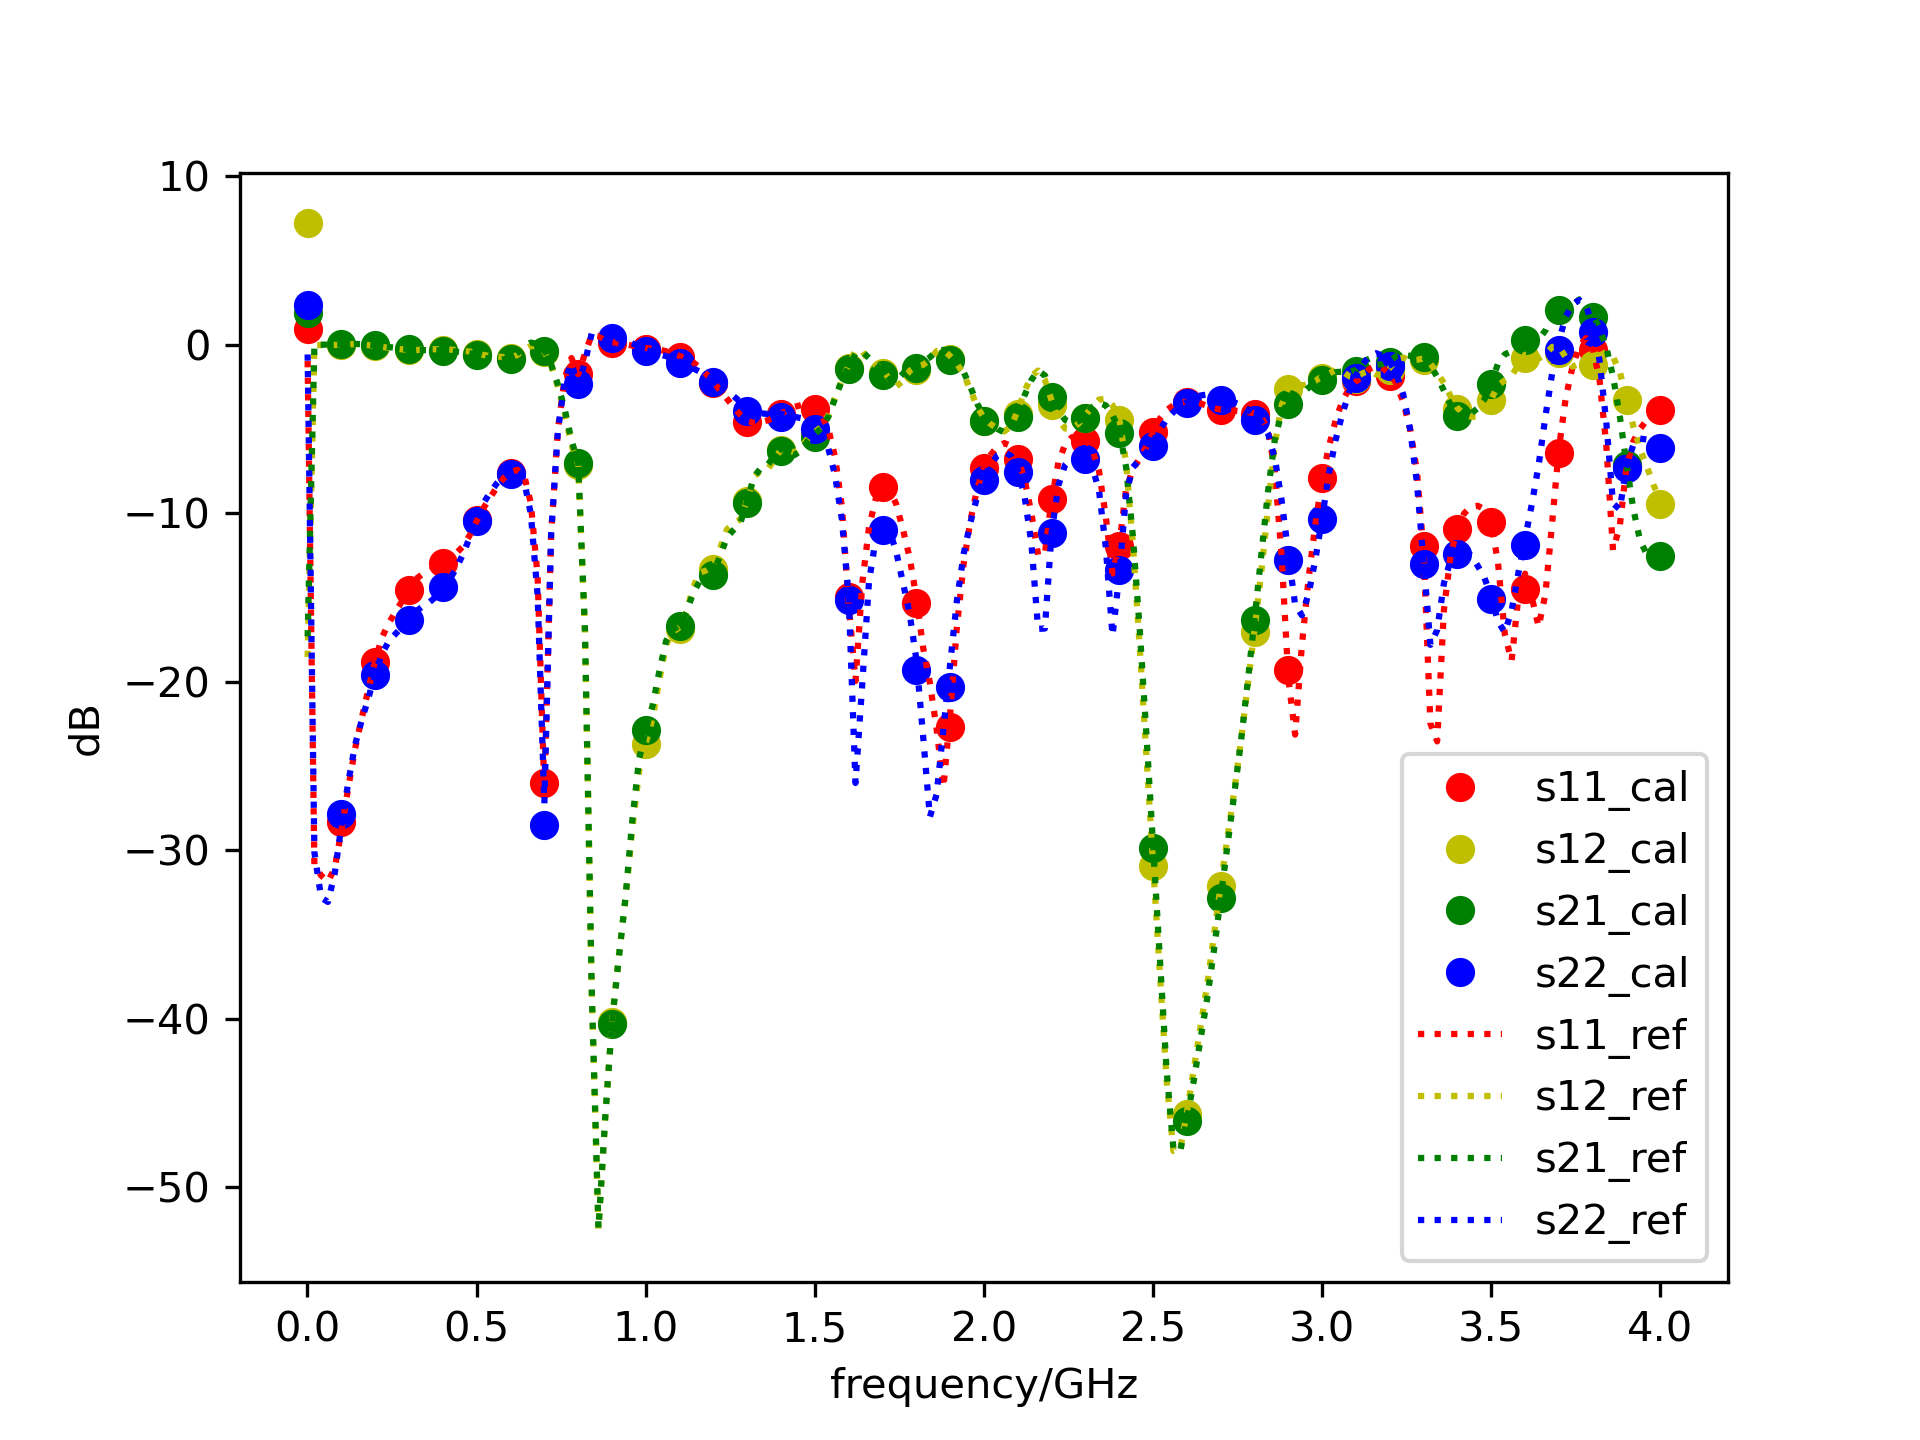 10
0
−10
−20
−30
−40
−50
dB
0.0 0.5 1.0 1.5 2.0 2.5 3.0 3.5 4.0
frequency/GHz
s11_cal
s12_cal
s21_cal
s22_cal
s11_ref
s12_ref
s21_ref
s22_ref